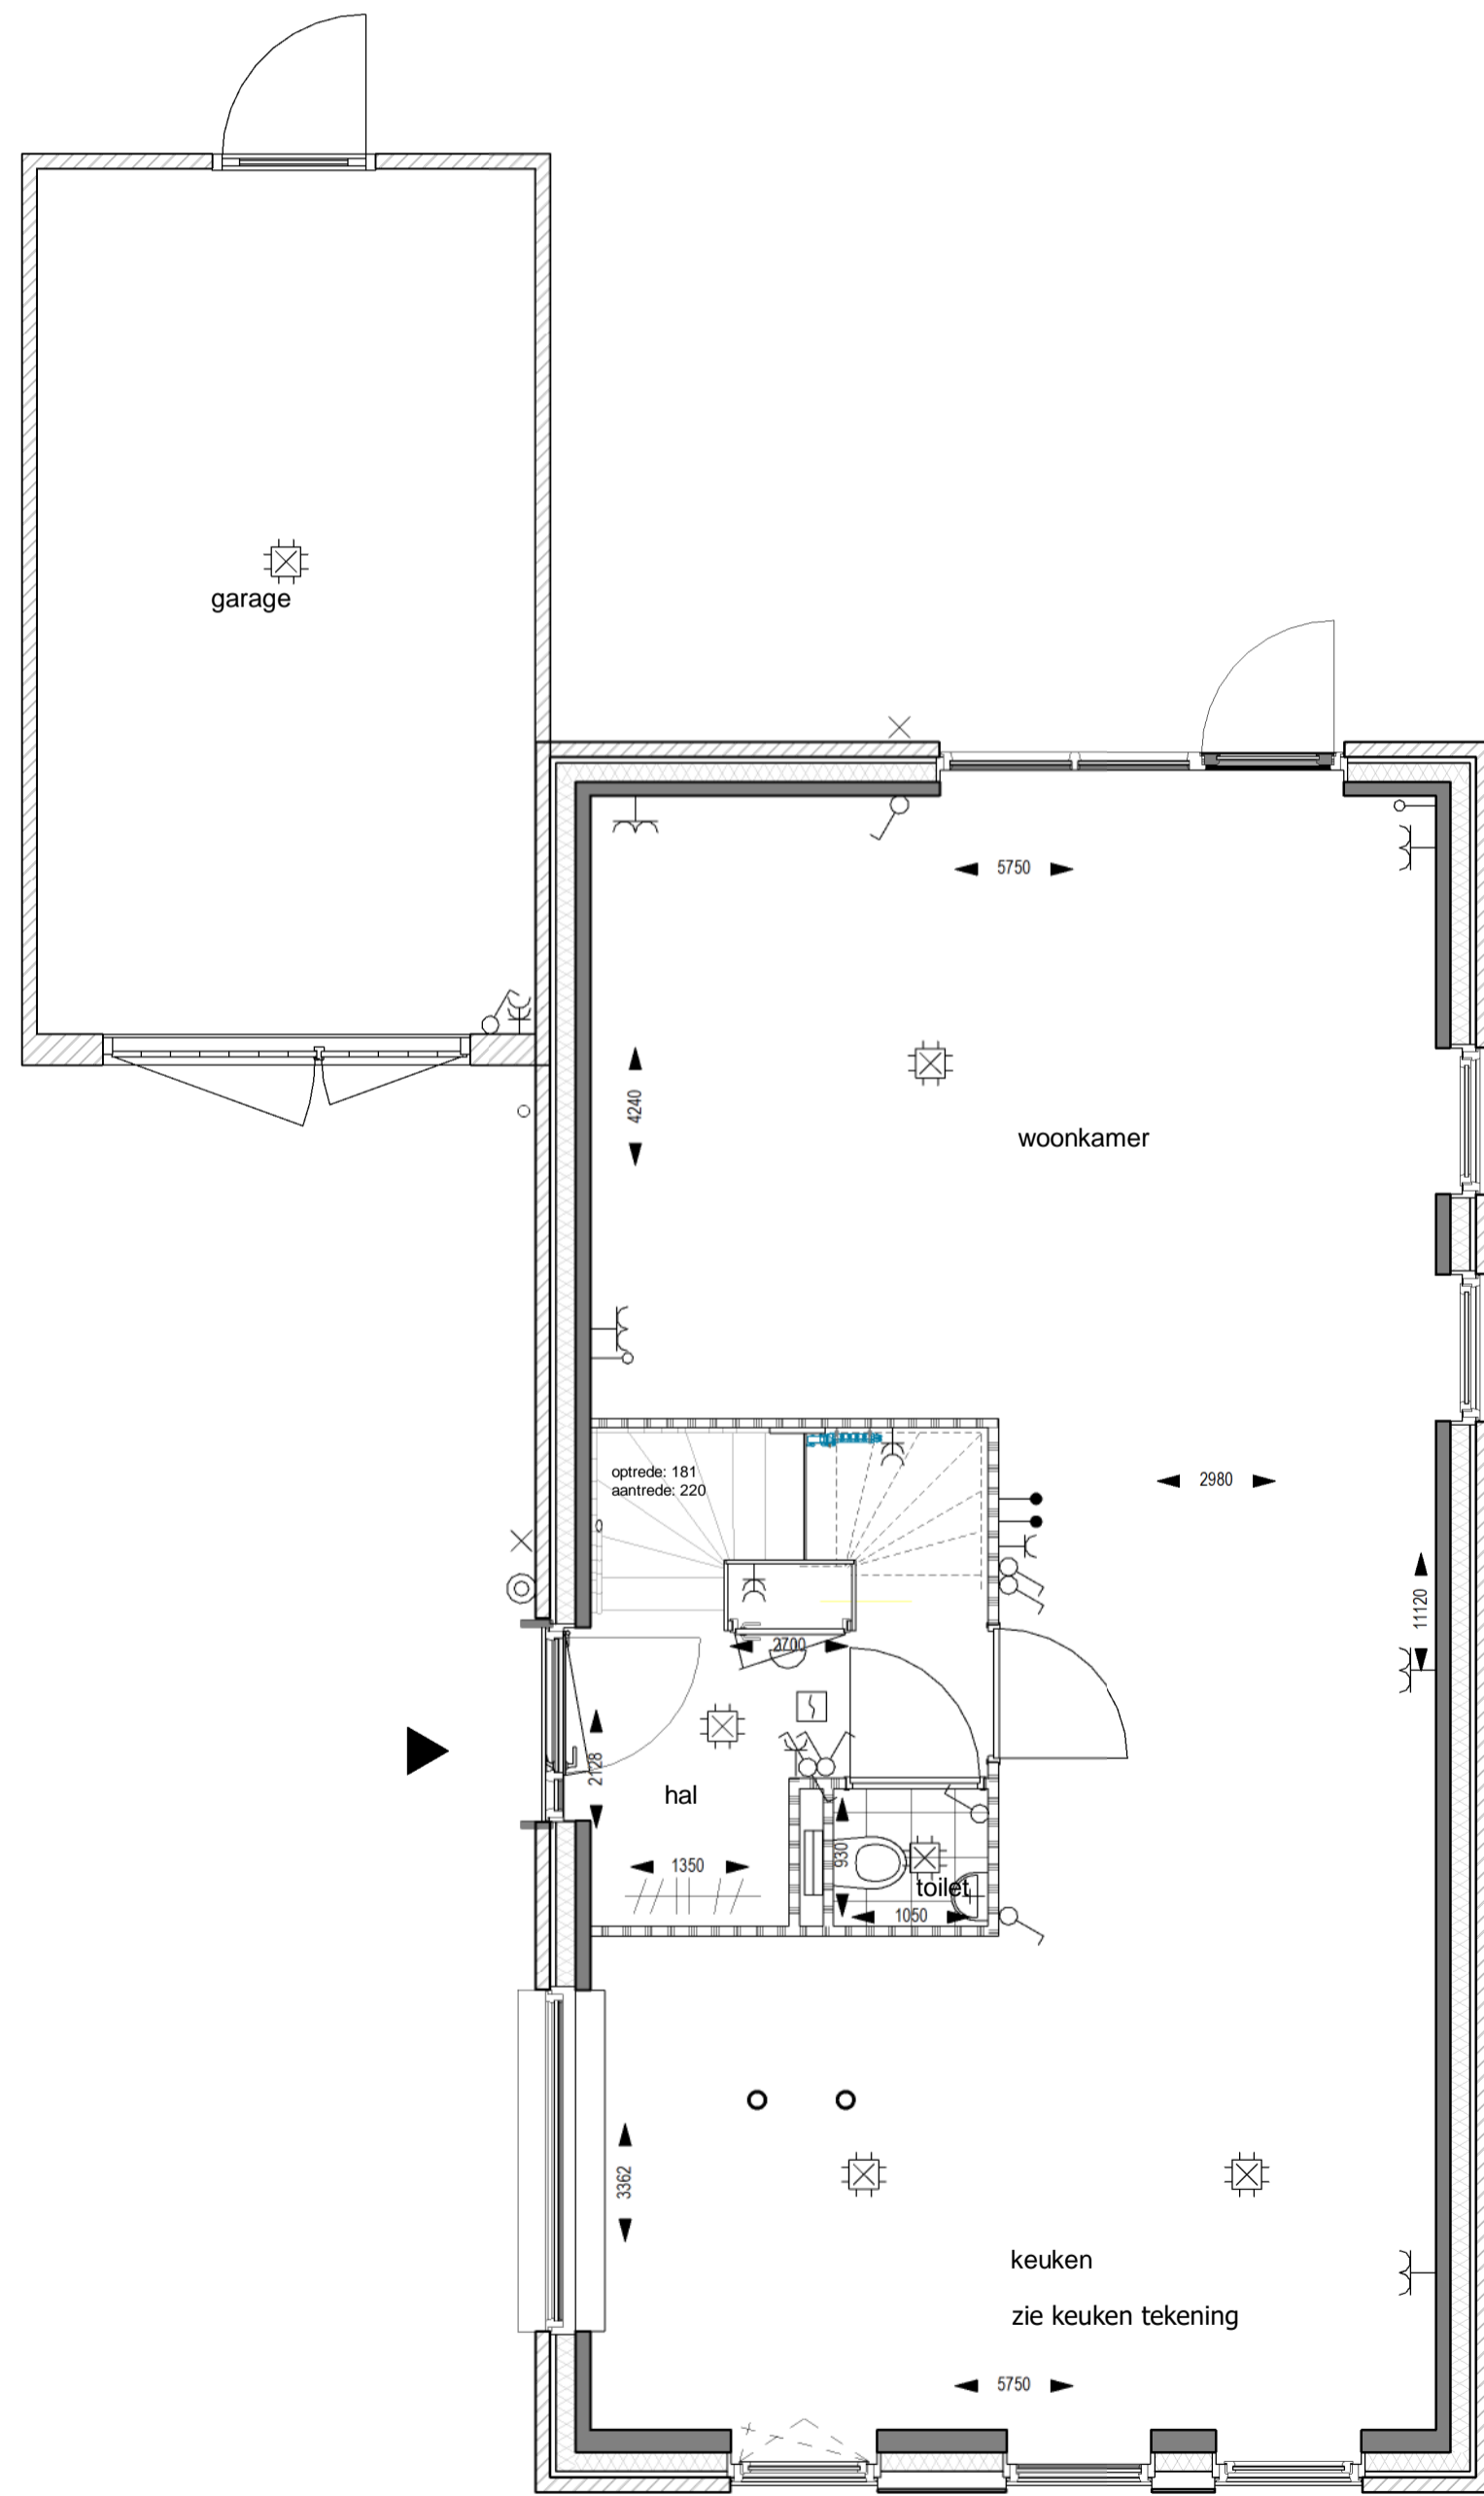 garage
5750
4240
woonkamer
optrede: 181
aantrede: 220
2980
11120
2700
2128
hal
1350
930
toilet
1050
3362
keuken
zie keuken tekening
5750